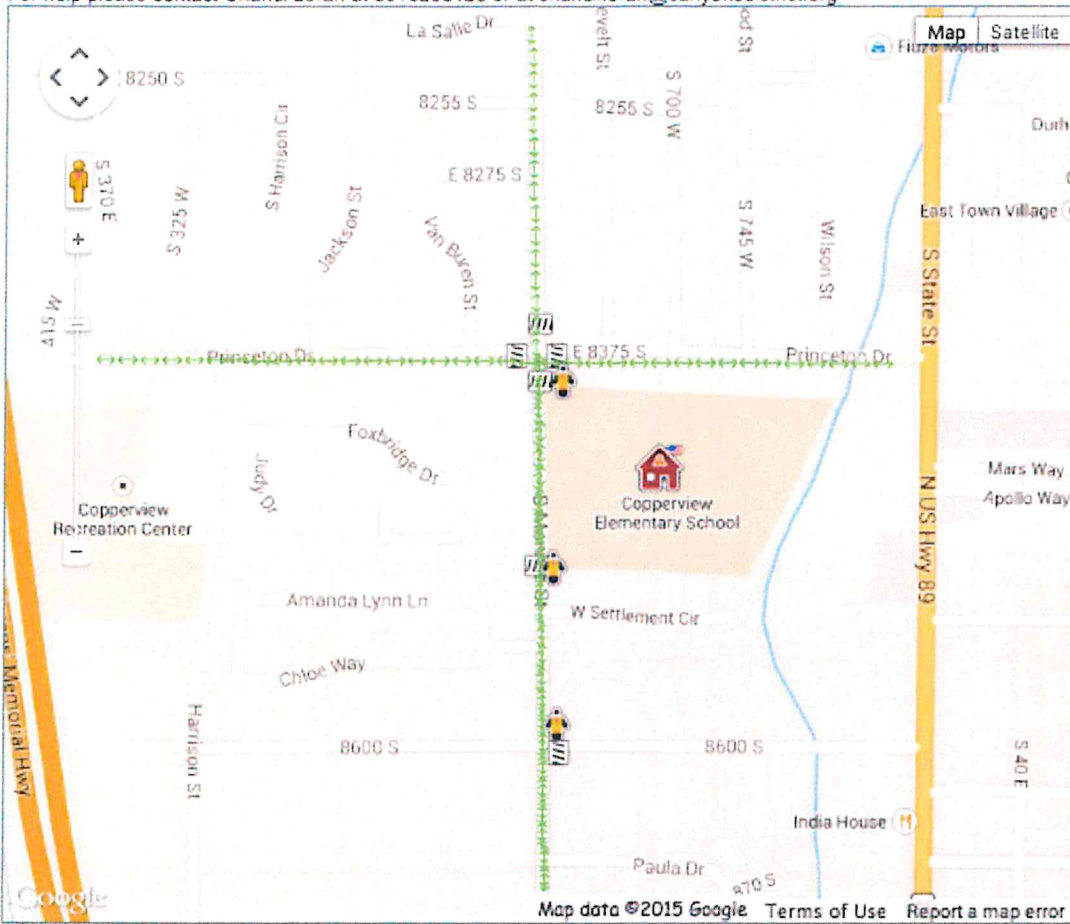 La Salle Dr
Map Satellite
8250 S
8255 S
8255 S
S 700 W
Fiuza Motors
S 370 E
S 325 W
S Harrison Cir
E 8275 S
Jackson St
Van Buren St
S 745 W
Wilson St
East Town Village
S State St
415 W
Princeton Dr
E 8375 S
Princeton Dr
Foxbridge Dr
Judy Dr
Copperview
Recreation Center
Copperview
Elementary School
Mars Way
Apollo Way
N US Hwy 89
Amanda Lynn Ln
W Settlement Cir
Chloe Way
Memorial Hwy
Harrison St
8600 S
8600 S
S 40 E
India House
Paula Dr
Google
Map data ©2015 Google Terms of Use Report a map error